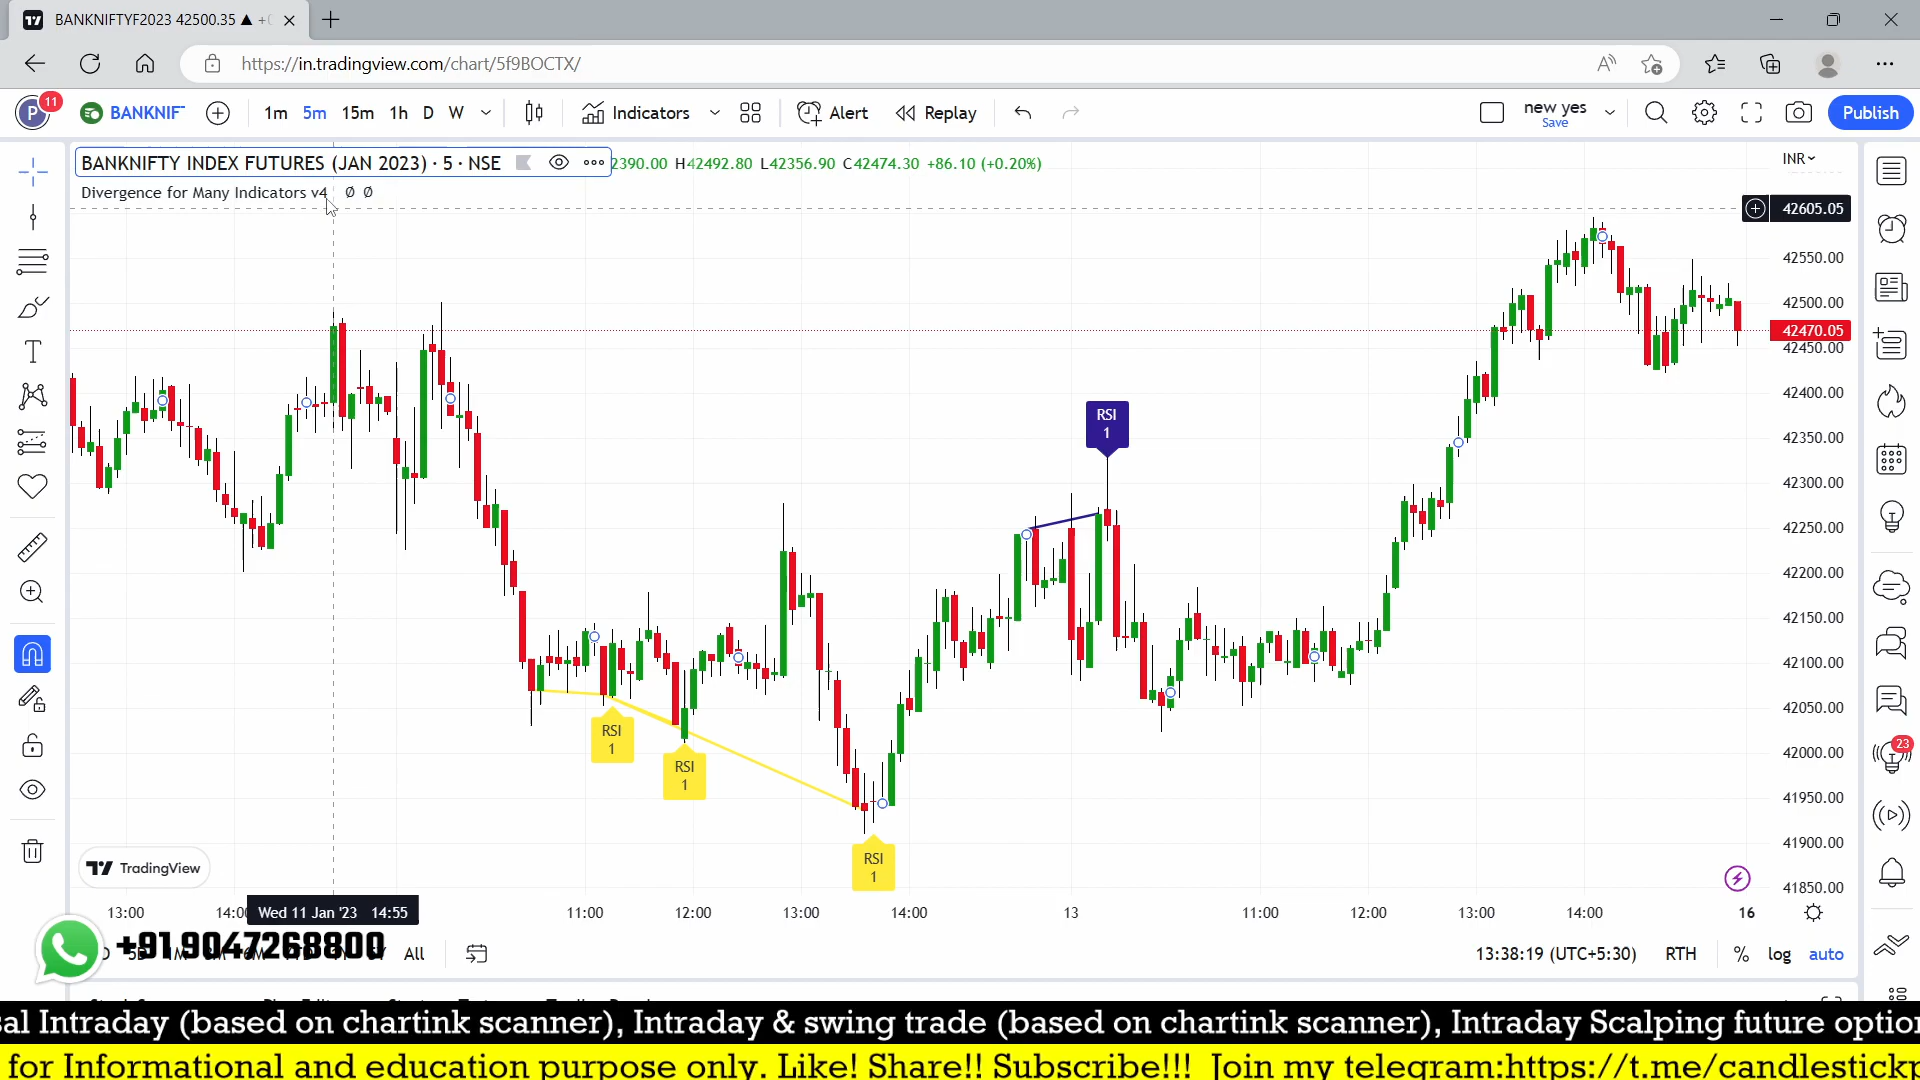 BANKNIFTYF2023 42500.35 ▲ +0
https://in.tradingview.com/chart/5f9BOCTX/
P 11 BANKNIF 1m 5m 15m 1h D W Indicators Alert Replay new yes Save Publish
BANKNIFTY INDEX FUTURES (JAN 2023) · 5 · NSE 2390.00 H42492.80 L42356.90 C42474.30 +86.10 (+0.20%)
INR
Divergence for Many Indicators v4 Ø Ø
42605.05
42550.00
42500.00
42470.05
42450.00
42400.00
42350.00
42300.00
42250.00
42200.00
42150.00
42100.00
42050.00
42000.00
41950.00
41900.00
41850.00
RSI
1
RSI
1
RSI
1
RSI
1
23
TradingView
13:00 14:00 Wed 11 Jan '23 14:55 11:00 12:00 13:00 14:00 13 11:00 12:00 13:00 14:00 16
+91 9047268800
All 13:38:19 (UTC+5:30) RTH % log auto
sal Intraday (based on chartink scanner), Intraday & swing trade (based on chartink scanner), Intraday Scalping future option
for Informational and education purpose only. Like! Share!! Subscribe!!! Join my telegram:https://t.me/candlestickp